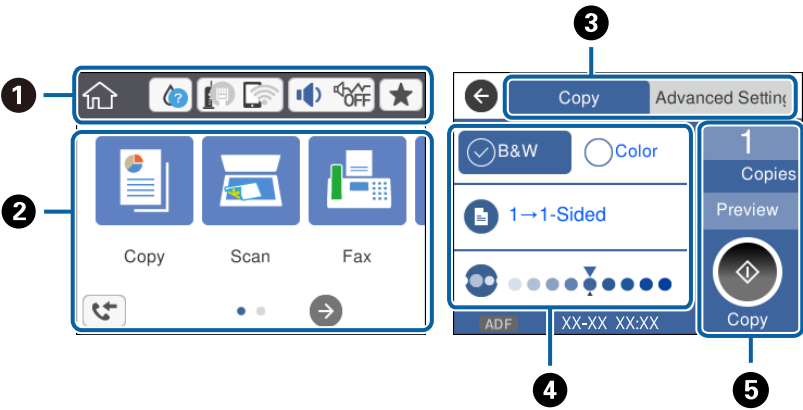 1
2
3
4
5
?
OFF
Copy
Scan
Fax
Copy
Advanced Setting
B&W
Color
1→1-Sided
ADF
XX-XX XX:XX
1
Copies
Preview
Copy